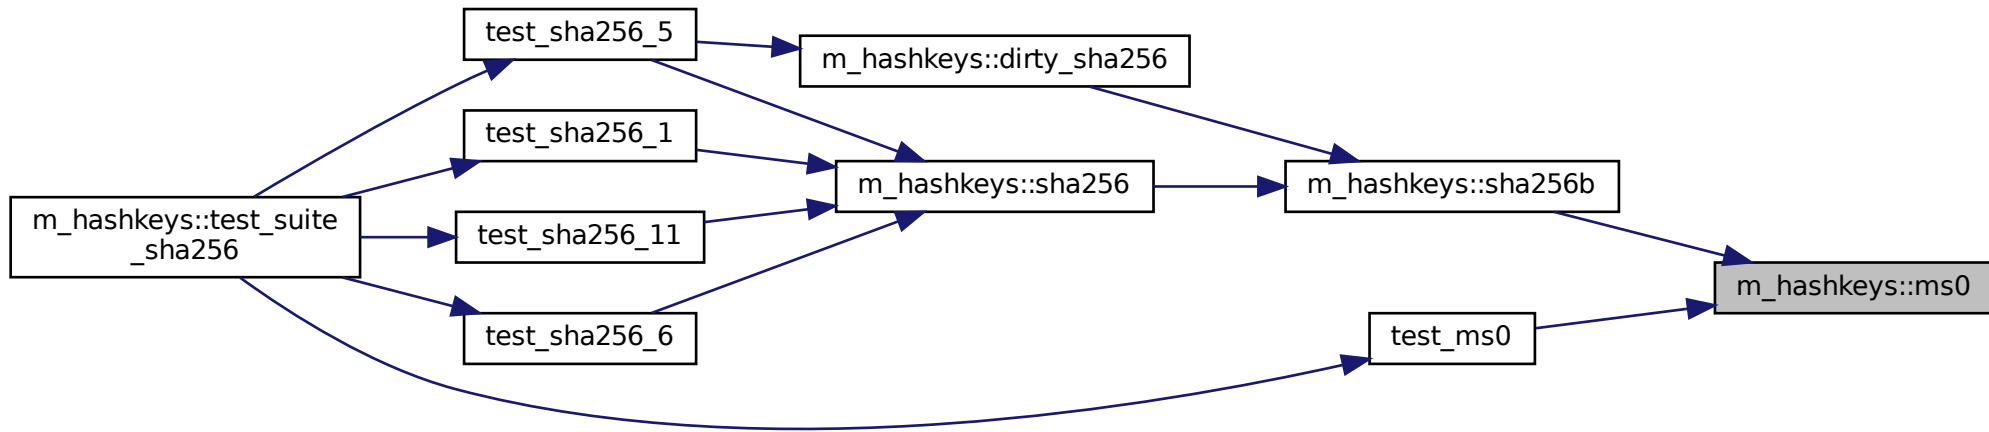 test_sha256_5
m_hashkeys::dirty_sha256
test_sha256_1
m_hashkeys::sha256
m_hashkeys::sha256b
m_hashkeys::test_suite
_sha256
test_sha256_11
m_hashkeys::ms0
test_sha256_6
test_ms0